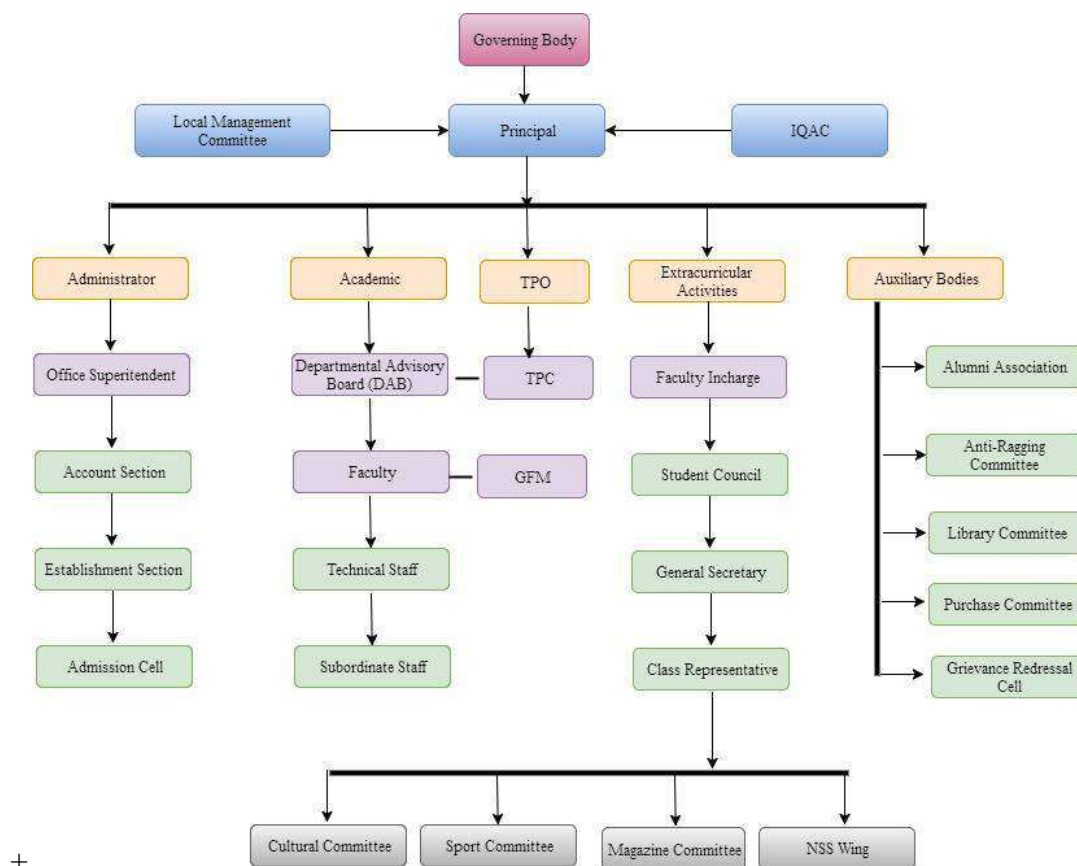 Governing Body
Local Management
Committee
Principal
IQAC
Administrator
Academic
TPO
Extracurricular
Activities
Auxiliary Bodies
Office Superitendent
Departmental Advisory
Board (DAB)
TPC
Faculty Incharge
Alumni Association
Account Section
Faculty
GFM
Student Council
Anti-Ragging
Committee
Establishment Section
Technical Staff
General Secretary
Library Committee
Purchase Committee
Admission Cell
Subordinate Staff
Class Representative
Grievance Redressal
Cell
Cultural Committee
Sport Committee
Magazine Committee
NSS Wing
+